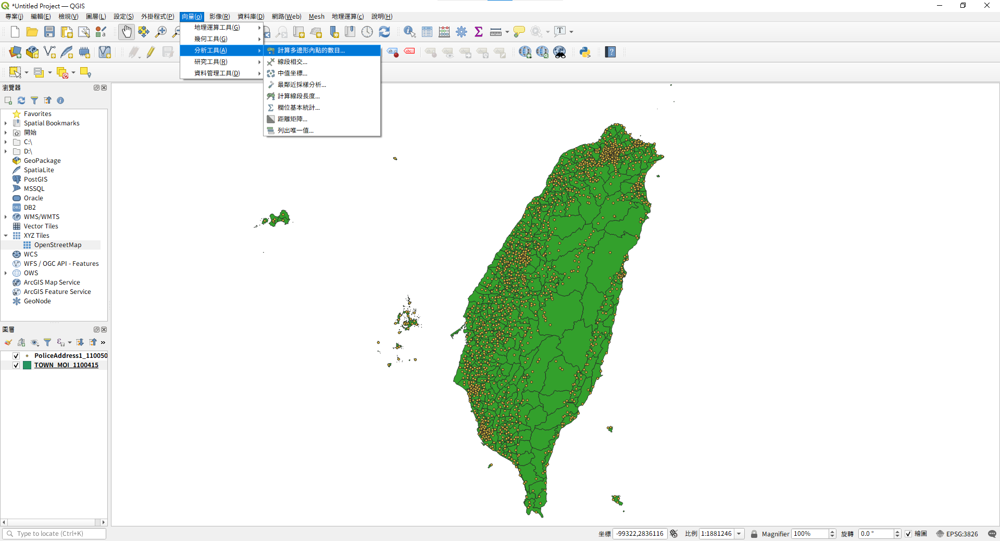 *Untitled Project — QGIS
專案(j) 編輯(E) 檢視(V) 圖層(L) 設定(S) 外掛程式(P) 向量(o) 影像(R) 資料庫(D) 網路(Web) Mesh 地理運算(c) 說明(H)
地理運算工具(G)
幾何工具(G)
分析工具(A)
研究工具(R)
資料管理工具(D)
計算多邊形內點的數目...
線段相交...
中值坐標...
最鄰近採樣分析...
計算線段長度...
欄位基本統計...
距離矩陣...
列出唯一值...
瀏覽器
Favorites
Spatial Bookmarks
開始
C:\
D:\
GeoPackage
SpatiaLite
PostGIS
MSSQL
Oracle
DB2
WMS/WMTS
Vector Tiles
XYZ Tiles
OpenStreetMap
WCS
WFS / OGC API - Features
OWS
ArcGIS Map Service
ArcGIS Feature Service
GeoNode
圖層
PoliceAddress1_110050
TOWN_MOI_1100415
Type to locate (Ctrl+K)
坐標 -99322,2836116 比例 1:1881246 Magnifier 100% 旋轉 0.0 ° 繪圖 EPSG:3826